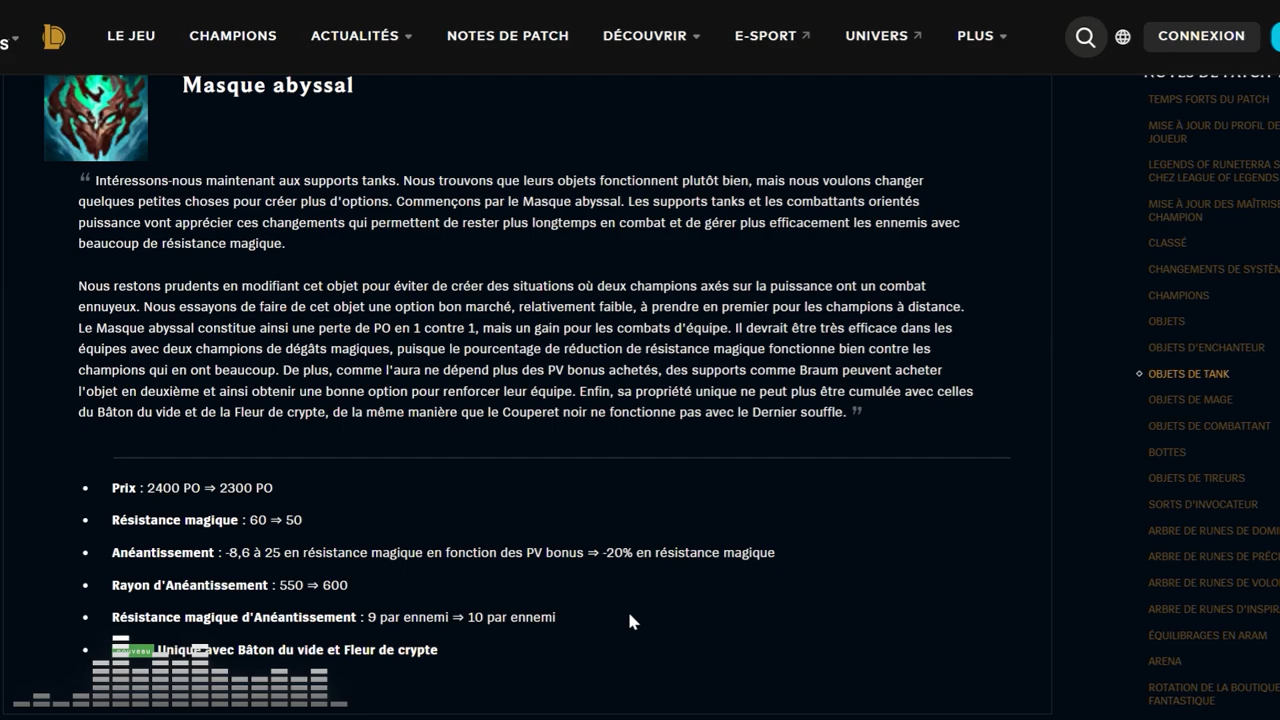 S
LE JEU CHAMPIONS ACTUALITÉS NOTES DE PATCH DÉCOUVRIR E-SPORT UNIVERS PLUS CONNEXION
Masque abyssal
“ Intéressons-nous maintenant aux supports tanks. Nous trouvons que leurs objets fonctionnent plutôt bien, mais nous voulons changer
quelques petites choses pour créer plus d'options. Commençons par le Masque abyssal. Les supports tanks et les combattants orientés
puissance vont apprécier ces changements qui permettent de rester plus longtemps en combat et de gérer plus efficacement les ennemis avec
beaucoup de résistance magique.
Nous restons prudents en modifiant cet objet pour éviter de créer des situations où deux champions axés sur la puissance ont un combat
ennuyeux. Nous essayons de faire de cet objet une option bon marché, relativement faible, à prendre en premier pour les champions à distance.
Le Masque abyssal constitue ainsi une perte de PO en 1 contre 1, mais un gain pour les combats d'équipe. Il devrait être très efficace dans les
équipes avec deux champions de dégâts magiques, puisque le pourcentage de réduction de résistance magique fonctionne bien contre les
champions qui en ont beaucoup. De plus, comme l'aura ne dépend plus des PV bonus achetés, des supports comme Braum peuvent acheter
l'objet en deuxième et ainsi obtenir une bonne option pour renforcer leur équipe. Enfin, sa propriété unique ne peut plus être cumulée avec celles
du Bâton du vide et de la Fleur de crypte, de la même manière que le Couperet noir ne fonctionne pas avec le Dernier souffle. ”
• Prix : 2400 PO ⇒ 2300 PO
• Résistance magique : 60 ⇒ 50
• Anéantissement : -8,6 à 25 en résistance magique en fonction des PV bonus ⇒ -20% en résistance magique
• Rayon d'Anéantissement : 550 ⇒ 600
• Résistance magique d'Anéantissement : 9 par ennemi ⇒ 10 par ennemi
• NOUVEAU Unique avec Bâton du vide et Fleur de crypte
NOTES DE PATCH
TEMPS FORTS DU PATCH
MISE À JOUR DU PROFIL DE
JOUEUR
LEGENDS OF RUNETERRA S
CHEZ LEAGUE OF LEGENDS
MISE À JOUR DES MAÎTRISE
CHAMPION
CLASSÉ
CHANGEMENTS DE SYSTÈM
CHAMPIONS
OBJETS
OBJETS D'ENCHANTEUR
OBJETS DE TANK
OBJETS DE MAGE
OBJETS DE COMBATTANT
BOTTES
OBJETS DE TIREURS
SORTS D'INVOCATEUR
ARBRE DE RUNES DE DOMI
ARBRE DE RUNES DE PRÉC
ARBRE DE RUNES DE VOLO
ARBRE DE RUNES D'INSPIR
ÉQUILIBRAGES EN ARAM
ARENA
ROTATION DE LA BOUTIQUE
FANTASTIQUE